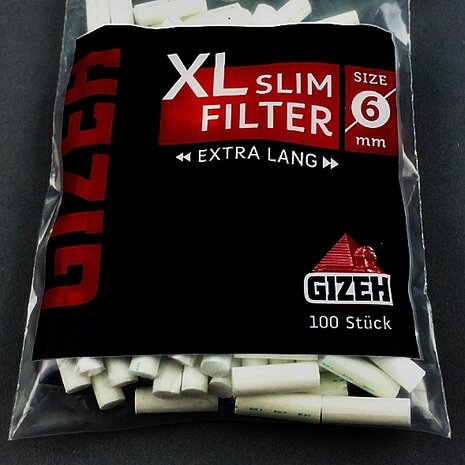 GIZEH
XL SLIM
FILTER
EXTRA LANG
SIZE
6
mm
GIZEH
100 Stück